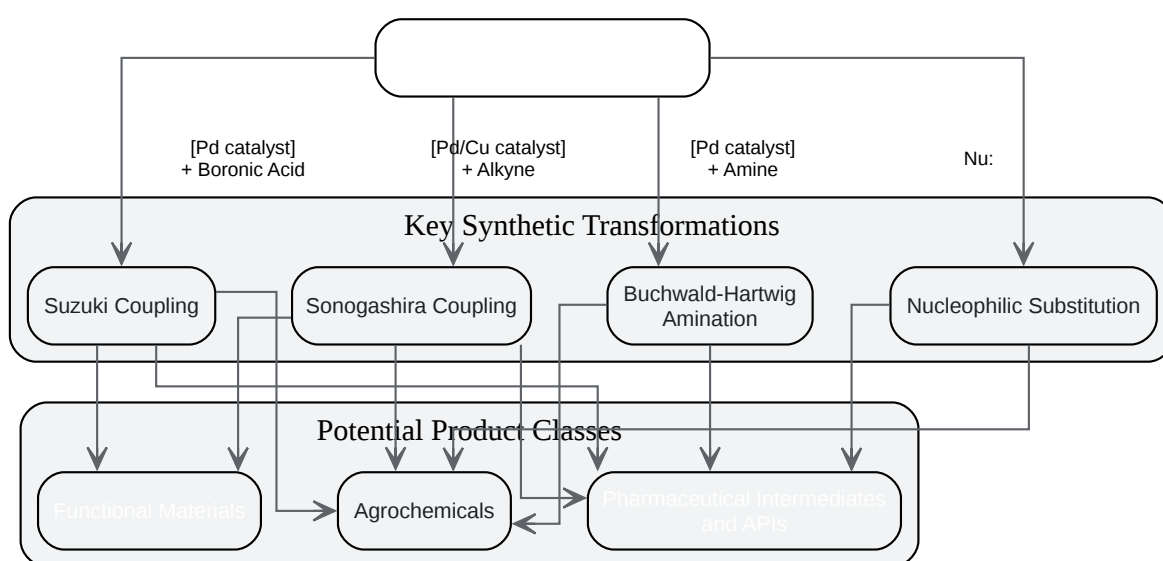 [Pd catalyst]
+ Boronic Acid
[Pd/Cu catalyst]
+ Alkyne
[Pd catalyst]
+ Amine
Nu:
Key Synthetic Transformations
Suzuki Coupling
Sonogashira Coupling
Buchwald-Hartwig
Amination
Nucleophilic Substitution
Potential Product Classes
Functional Materials
Agrochemicals
Pharmaceutical Intermediates
and APIs